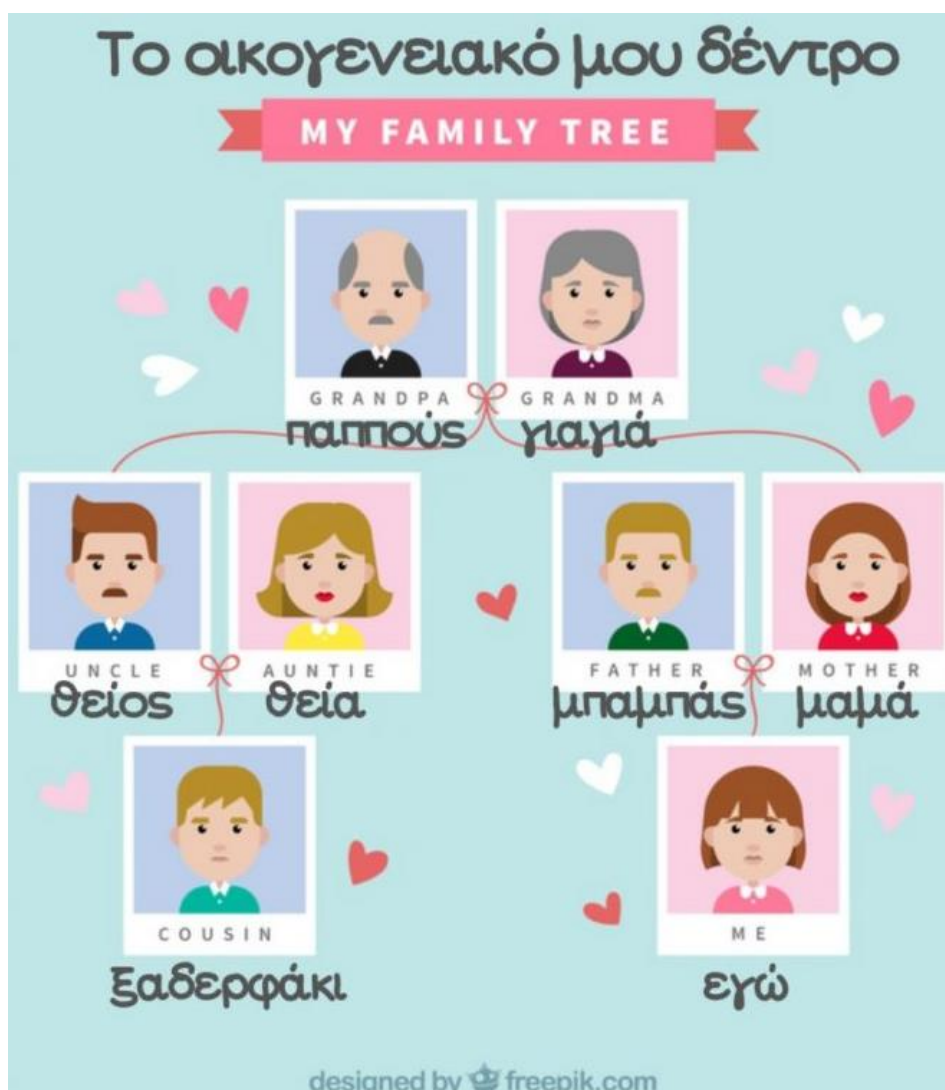 Το οικογενειακό μου δέντρο
MY FAMILY TREE
GRANDPA GRANDMA
παππούς γιαγιά
UNCLE AUNTIE FATHER MOTHER
θείος θεία μπαμπάς μαμά
COUSIN ME
ξαδερφάκι εγώ
designed by freepik.com